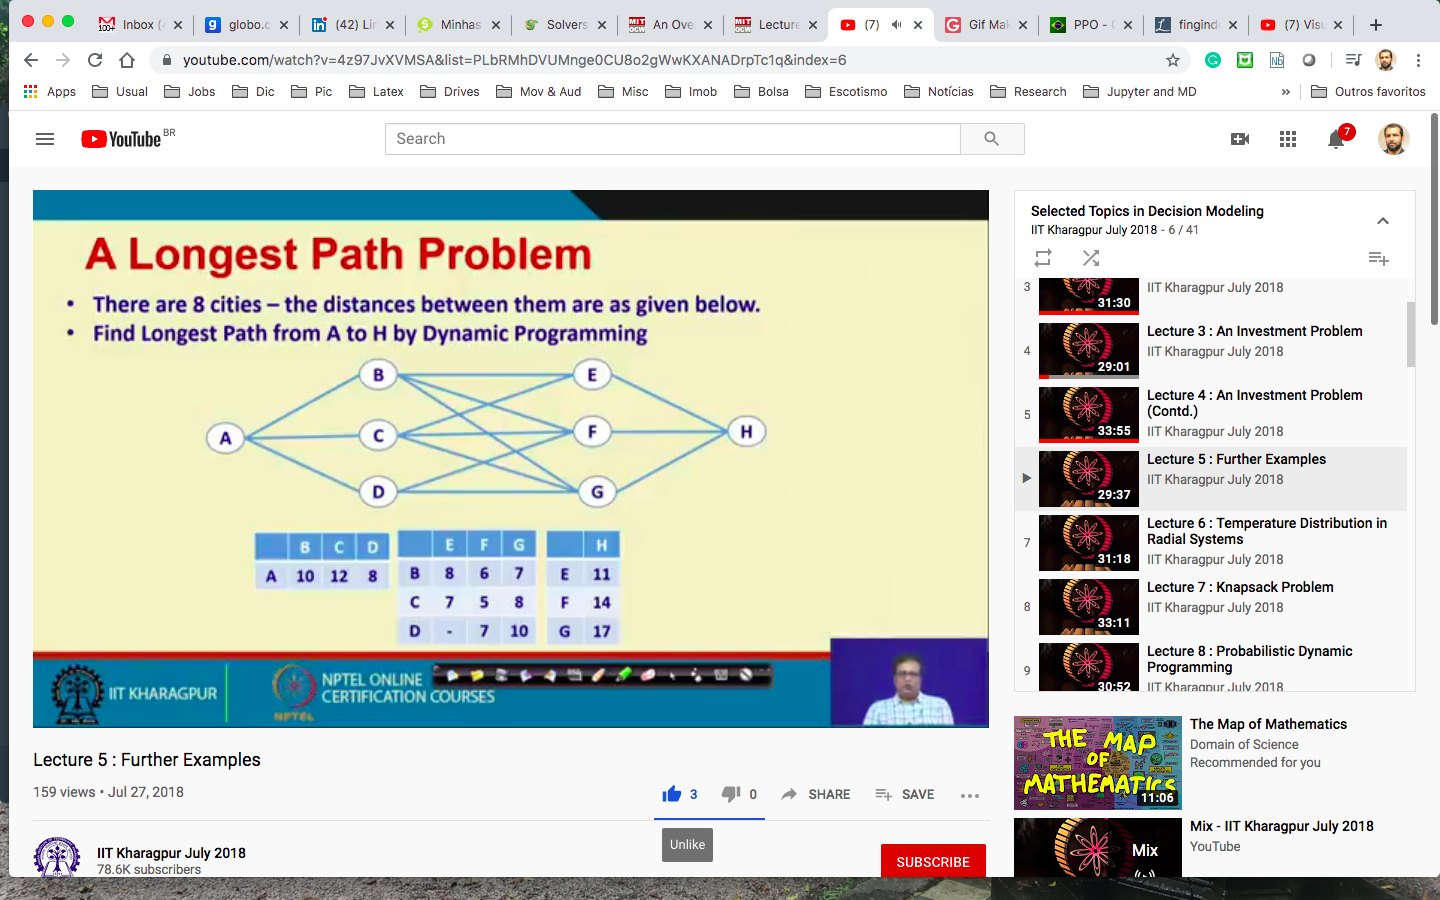 100+
Inbox (4
globo.c
(42) Lin
Minhas
Solvers
An Ove
Lecture
(7)
Gif Mak
PPO - C
fingind
(7) Visu
youtube.com/watch?v=4z97JvXVMSA&list=PLbRMhDVUMnge0CU8o2gWwKXANADrpTc1q&index=6
Apps Usual Jobs Dic Pic Latex Drives Mov & Aud Misc Imob Bolsa Escotismo Notícias Research Jupyter and MD » Outros favoritos
YouTube BR
Search
7
A Longest Path Problem
• There are 8 cities – the distances between them are as given below.
• Find Longest Path from A to H by Dynamic Programming
B E
A C F H
D G
B C D
A 10 12 8
E F G
B 8 6 7
C 7 5 8
D - 7 10
H
E 11
F 14
G 17
IIT KHARAGPUR
NPTEL
NPTEL ONLINE
CERTIFICATION COURSES
Lecture 5 : Further Examples
159 views • Jul 27, 2018
3 0 SHARE SAVE
Unlike
IIT Kharagpur July 2018
78.6K subscribers
SUBSCRIBE
Selected Topics in Decision Modeling
IIT Kharagpur July 2018 - 6 / 41
3
31:30
IIT Kharagpur July 2018
4
29:01
Lecture 3 : An Investment Problem
IIT Kharagpur July 2018
5
33:55
Lecture 4 : An Investment Problem
(Contd.)
IIT Kharagpur July 2018
29:37
Lecture 5 : Further Examples
IIT Kharagpur July 2018
7
31:18
Lecture 6 : Temperature Distribution in
Radial Systems
IIT Kharagpur July 2018
8
33:11
Lecture 7 : Knapsack Problem
IIT Kharagpur July 2018
9
30:52
Lecture 8 : Probabilistic Dynamic
Programming
IIT Kharagpur July 2018
THE MAP
OF
MATHEMATICS
11:06
The Map of Mathematics
Domain of Science
Recommended for you
Mix
Mix - IIT Kharagpur July 2018
YouTube